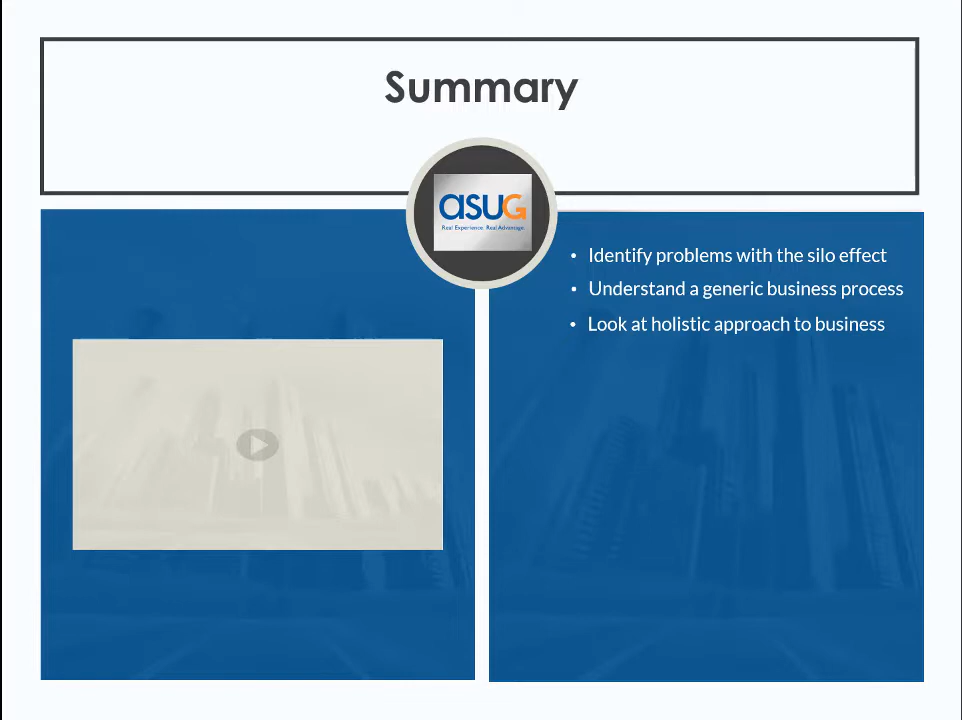 Summary
asuG
Real Experience. Real Advantage.
• Identify problems with the silo effect
• Understand a generic business process
• Look at holistic approach to business